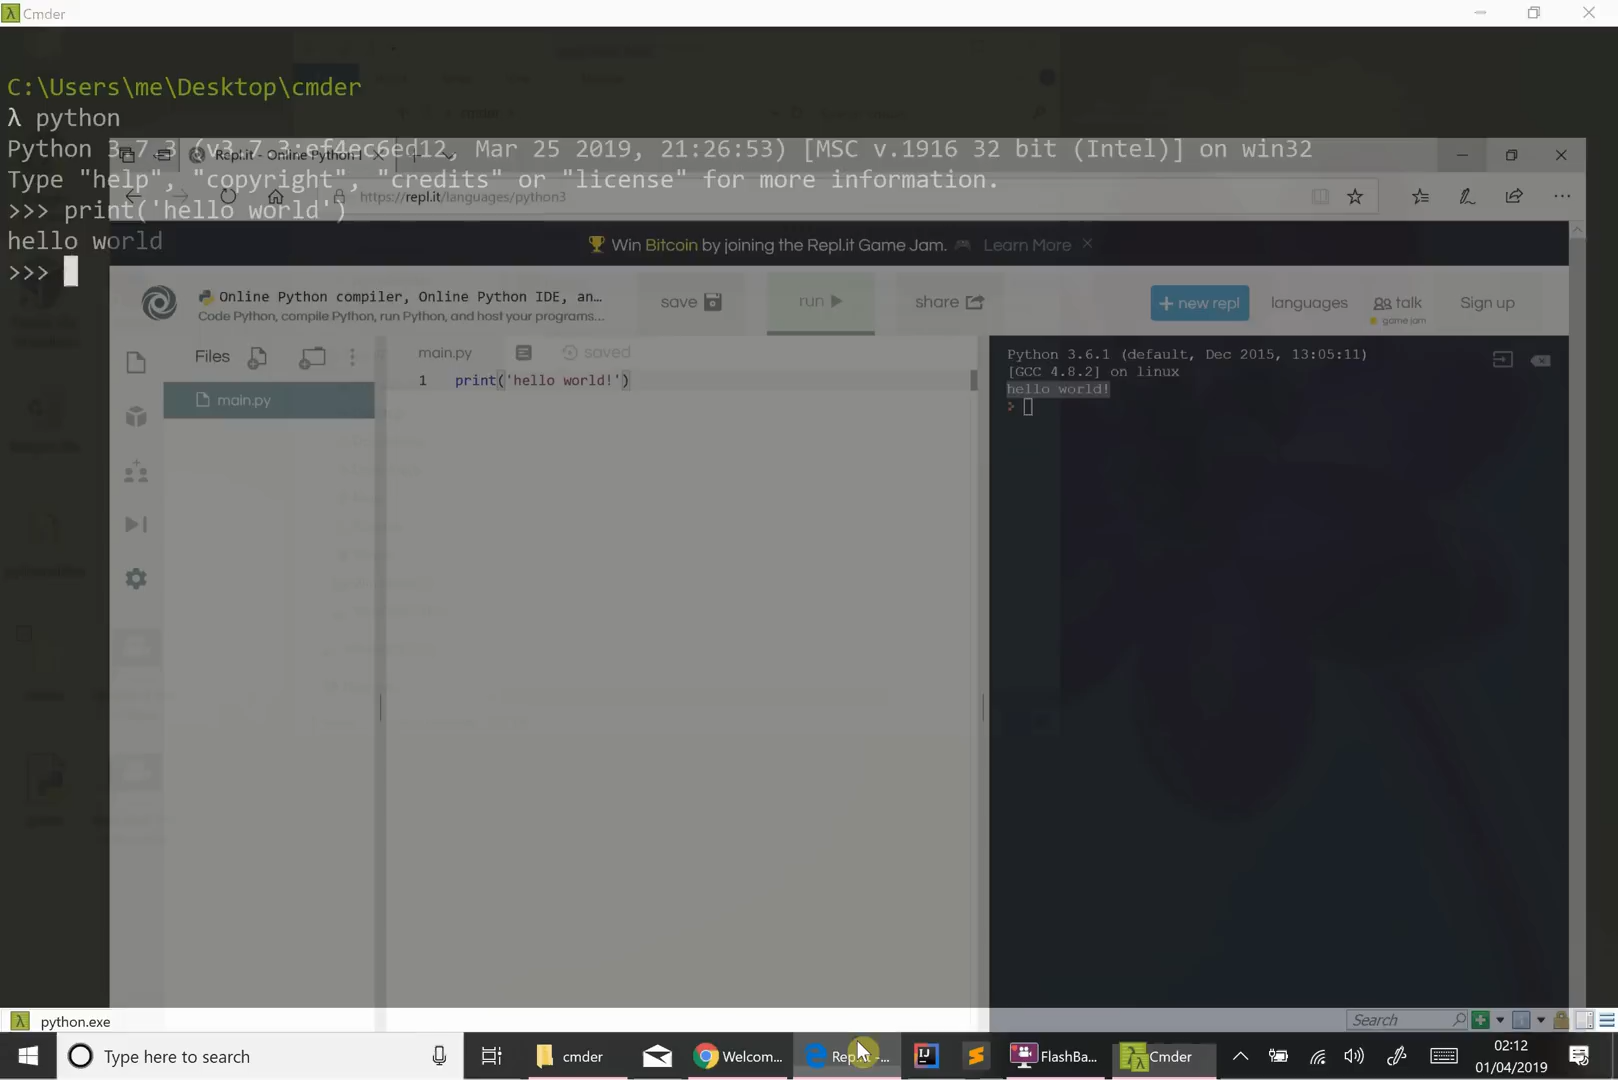 Cmder
C:\Users\me\Desktop\cmder
λ python
Python 3.7.3 (v3.7.3:ef4ec6ed12, Mar 25 2019, 21:26:53) [MSC v.1916 32 bit (Intel)] on win32
Type "help", "copyright", "credits" or "license" for more information.
>>> print('hello world')
hello world
>>>
Repl.it - Online Python I
https://repl.it/languages/python3
Win Bitcoin by joining the Repl.it Game Jam. Learn More
Online Python compiler, Online Python IDE, an...
Code Python, compile Python, run Python, and host your programs...
save
run
share
+ new repl
languages
talk
game jam
Sign up
Files
main.py
main.py
saved
1 print('hello world!')
Python 3.6.1 (default, Dec 2015, 13:05:11)
[GCC 4.8.2] on linux
hello world!
>
python.exe
Search
Type here to search
cmder
Welcom...
Repl.it -...
IJ
FlashBa...
Cmder
02:12
01/04/2019